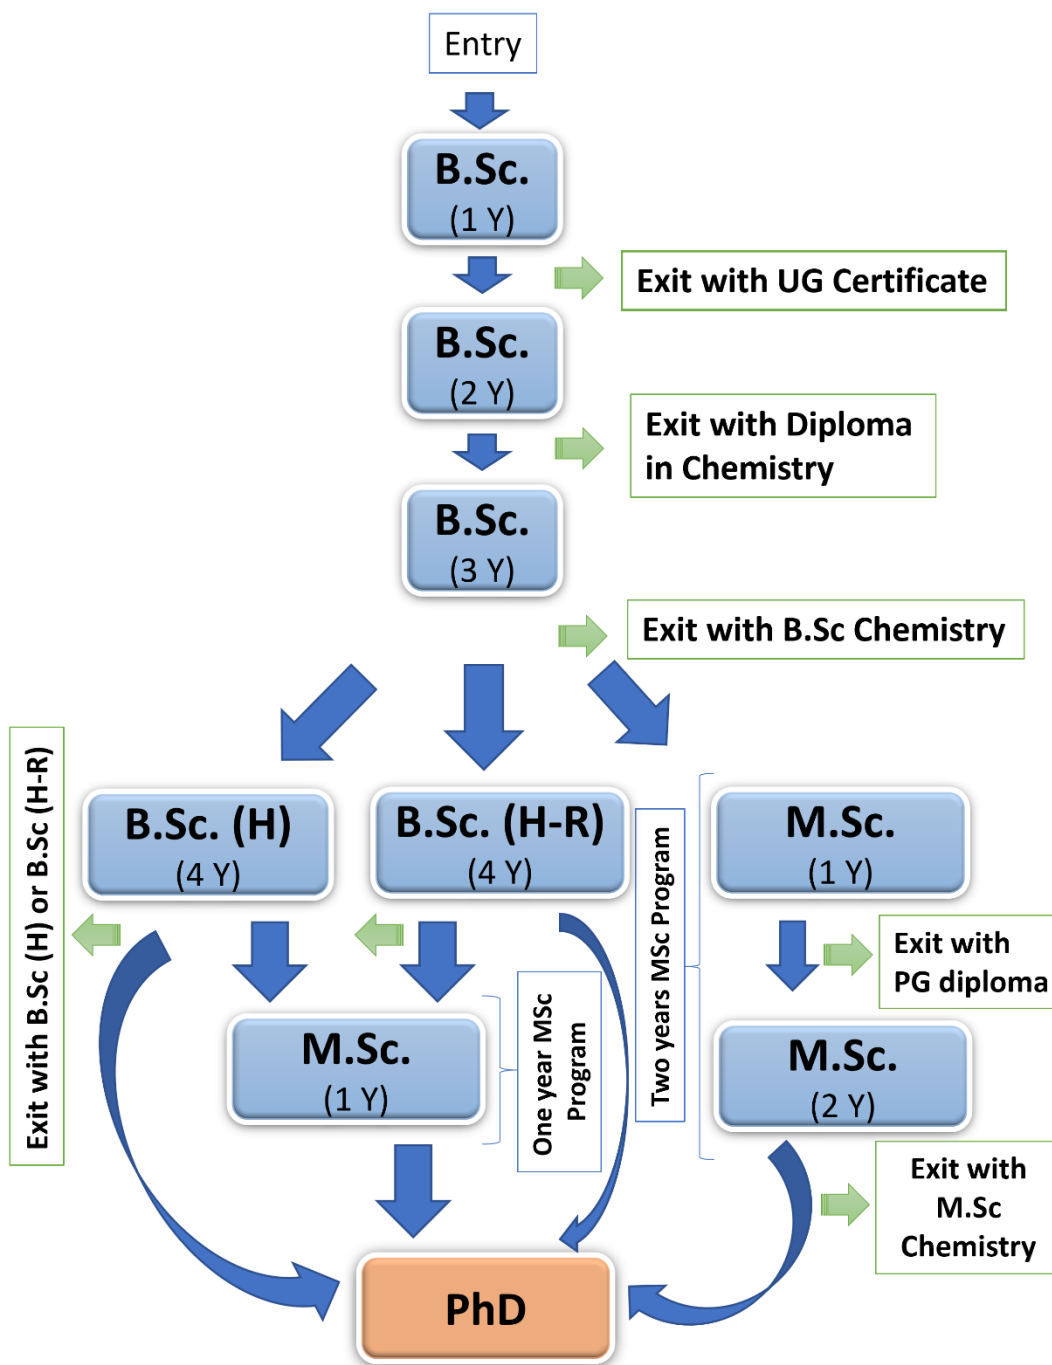 Entry
B.Sc.
(1 Y)
Exit with UG Certificate
B.Sc.
(2 Y)
Exit with Diploma
in Chemistry
B.Sc.
(3 Y)
Exit with B.Sc Chemistry
Exit with B.Sc (H) or B.Sc (H-R)
B.Sc. (H)
(4 Y)
B.Sc. (H-R)
(4 Y)
Two years MSc Program
M.Sc.
(1 Y)
Exit with
PG diploma
M.Sc.
(1 Y)
One year MSc
Program
M.Sc.
(2 Y)
Exit with
M.Sc
Chemistry
PhD